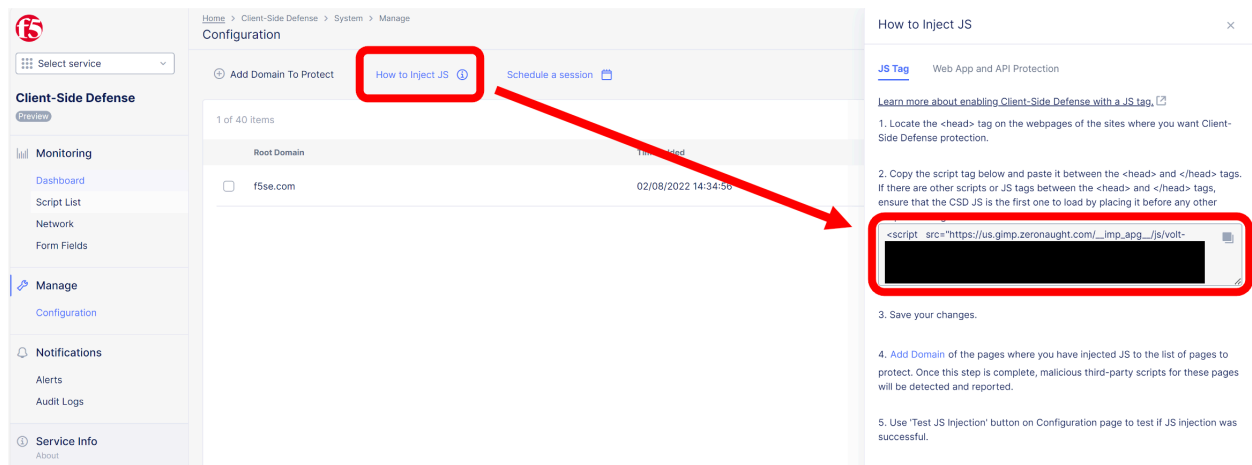 f5
Select service
Client-Side Defense
Preview
Monitoring
Dashboard
Script List
Network
Form Fields
Manage
Configuration
Notifications
Alerts
Audit Logs
Service Info
About
Home > Client-Side Defense > System > Manage
Configuration
Add Domain To Protect
How to Inject JS
Schedule a session
1 of 40 items
Root Domain
f5se.com
02/08/2022 14:34:56
How to Inject JS
JS Tag
Web App and API Protection
Learn more about enabling Client-Side Defense with a JS tag.
1. Locate the <head> tag on the webpages of the sites where you want Client-
Side Defense protection.
2. Copy the script tag below and paste it between the <head> and </head> tags.
If there are other scripts or JS tags between the <head> and </head> tags,
ensure that the CSD JS is the first one to load by placing it before any other
<script src="https://us.gimp.zeronaught.com/__imp_apg__/js/volt-
3. Save your changes.
4. Add Domain of the pages where you have injected JS to the list of pages to
protect. Once this step is complete, malicious third-party scripts for these pages
will be detected and reported.
5. Use 'Test JS Injection' button on Configuration page to test if JS injection was
successful.